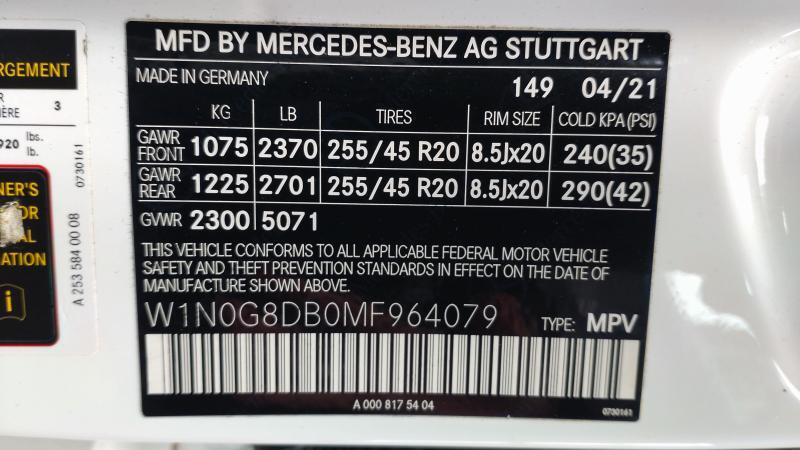 RGEMENT
3
920 lbs.
lb.
0730161
A 253 584 00 08
MFD BY MERCEDES-BENZ AG STUTTGART
MADE IN GERMANY
149 04/21
KG LB TIRES RIM SIZE COLD KPA(PSI)
GAWR FRONT 1075 2370 255/45 R20 8.5Jx20 240(35)
GAWR REAR 1225 2701 255/45 R20 8.5Jx20 290(42)
GVWR 2300 5071
THIS VEHICLE CONFORMS TO ALL APPLICABLE FEDERAL MOTOR VEHICLE
SAFETY AND THEFT PREVENTION STANDARDS IN EFFECT ON THE DATE OF
MANUFACTURE SHOWN ABOVE.
W1N0G8DB0MF964079 TYPE: MPV
A 000 817 54 04
0730161